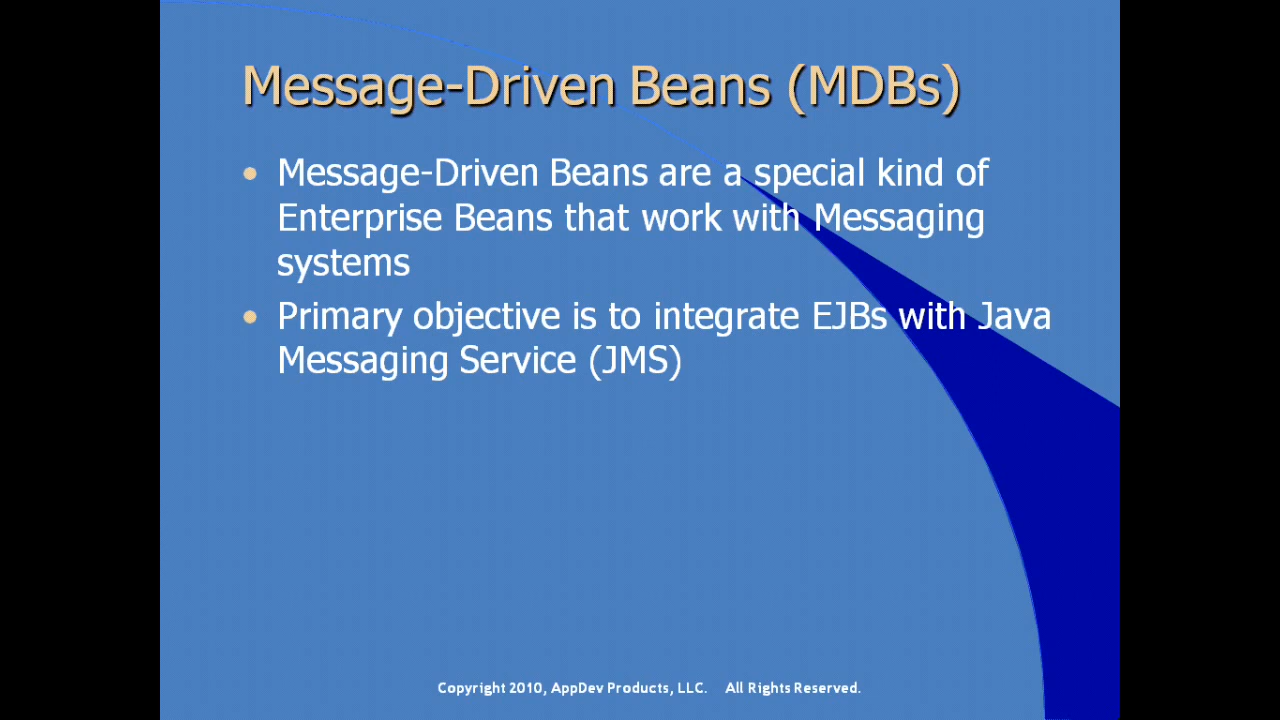 Message-Driven Beans (MDBs)
• Message-Driven Beans are a special kind of
Enterprise Beans that work with Messaging
systems
• Primary objective is to integrate EJBs with Java
Messaging Service (JMS)
Copyright 2010, AppDev Products, LLC. All Rights Reserved.